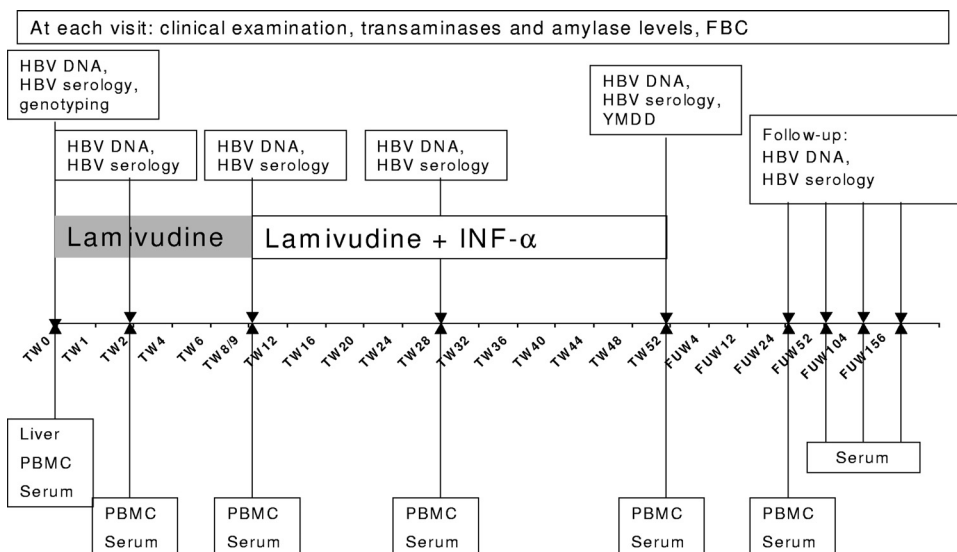 At each visit: clinical examination, transaminases and amylase levels, FBC
HBV DNA,
HBV serology,
genotyping
HBV DNA,
HBV serology
HBV DNA,
HBV serology
HBV DNA,
HBV serology
HBV DNA,
HBV serology,
YMDD
Follow-up:
HBV DNA,
HBV serology
Lamivudine
Lamivudine + INF-α
TW0
TW1
TW2
TW4
TW6
TW8/9
TW12
TW16
TW20
TW24
TW28
TW32
TW36
TW40
TW44
TW48
TW52
FUW4
FUW12
FUW24
FUW52
FUW104
FUW156
Liver
PBMC
Serum
PBMC
Serum
PBMC
Serum
PBMC
Serum
PBMC
Serum
PBMC
Serum
Serum